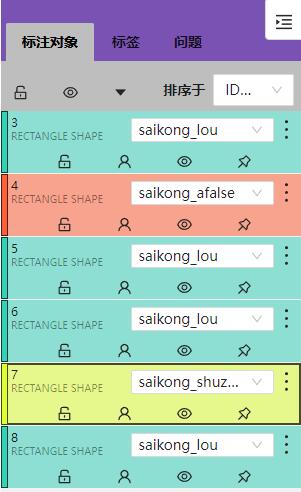 标注对象 标签 问题
排序于 ID...
3 saikong_lou
RECTANGLE SHAPE
4 saikong_afalse
RECTANGLE SHAPE
5 saikong_lou
RECTANGLE SHAPE
6 saikong_lou
RECTANGLE SHAPE
7 saikong_shuz...
RECTANGLE SHAPE
8 saikong_lou
RECTANGLE SHAPE